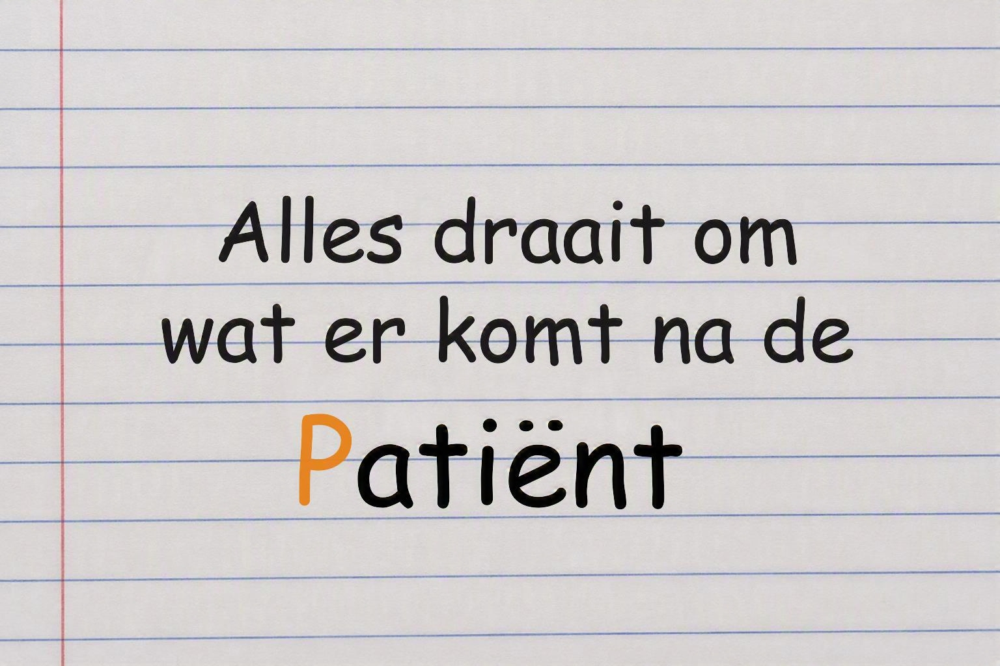 Alles draait om
wat er komt na de
Patiënt